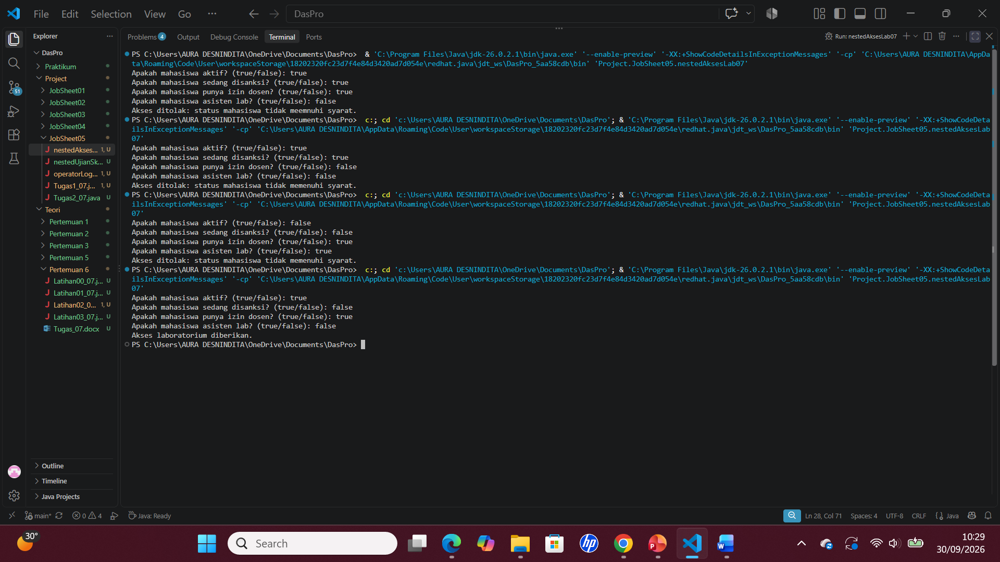 File Edit Selection View Go ··· DasPro
Explorer ···
DasPro
Praktikum
Project
JobSheet01
JobSheet02
JobSheet03
JobSheet04
JobSheet05
nestedAkses... 1, U
nestedUjianSk... U
operatorLog... 1, U
Tugas1_07.j... 1, U
Tugas2_07.java U
Teori
Pertemuan 1
Pertemuan 2
Pertemuan 3
Pertemuan 5
Pertemuan 6
Latihan00_07.j... U
Latihan01_07.j... U
Latihan02_0... 1, U
Latihan03_07.j... U
Tugas_07.docx U
Outline
Timeline
Java Projects
51
Problems 4 Output Debug Console Terminal Ports Run: nestedAksesLab07
PS C:\Users\AURA DESNINDITA\OneDrive\Documents\DasPro> & 'C:\Program Files\Java\jdk-26.0.2.1\bin\java.exe' '--enable-preview' '-XX:+ShowCodeDetailsInExceptionMessages' '-cp' 'C:\Users\AURA DESNINDITA\AppDa
ta\Roaming\Code\User\workspaceStorage\18202320fc23d7f4e84d3420ad7d054e\redhat.java\jdt_ws\DasPro_5aa58cdb\bin' 'Project.JobSheet05.nestedAksesLab07'
Apakah mahasiswa aktif? (true/false): true
Apakah mahasiswa sedang disanksi? (true/false): true
Apakah mahasiswa punya izin dosen? (true/false): true
Apakah mahasiswa asisten lab? (true/false): false
Akses ditolak: status mahasiswa tidak meemnuhi syarat.
PS C:\Users\AURA DESNINDITA\OneDrive\Documents\DasPro> c:; cd 'c:\Users\AURA DESNINDITA\OneDrive\Documents\DasPro'; & 'C:\Program Files\Java\jdk-26.0.2.1\bin\java.exe' '--enable-preview' '-XX:+ShowCodeDeta
ilsInExceptionMessages' '-cp' 'C:\Users\AURA DESNINDITA\AppData\Roaming\Code\User\workspaceStorage\18202320fc23d7f4e84d3420ad7d054e\redhat.java\jdt_ws\DasPro_5aa58cdb\bin' 'Project.JobSheet05.nestedAksesLab
07'
Apakah mahasiswa aktif? (true/false): true
Apakah mahasiswa sedang disanksi? (true/false): true
Apakah mahasiswa punya izin dosen? (true/false): false
Apakah mahasiswa asisten lab? (true/false): false
Akses ditolak: status mahasiswa tidak memenuhi syarat.
PS C:\Users\AURA DESNINDITA\OneDrive\Documents\DasPro> c:; cd 'c:\Users\AURA DESNINDITA\OneDrive\Documents\DasPro'; & 'C:\Program Files\Java\jdk-26.0.2.1\bin\java.exe' '--enable-preview' '-XX:+ShowCodeDeta
ilsInExceptionMessages' '-cp' 'C:\Users\AURA DESNINDITA\AppData\Roaming\Code\User\workspaceStorage\18202320fc23d7f4e84d3420ad7d054e\redhat.java\jdt_ws\DasPro_5aa58cdb\bin' 'Project.JobSheet05.nestedAksesLab
07'
Apakah mahasiswa aktif? (true/false): false
Apakah mahasiswa sedang disanksi? (true/false): false
Apakah mahasiswa punya izin dosen? (true/false): true
Apakah mahasiswa asisten lab? (true/false): true
Akses ditolak: status mahasiswa tidak memenuhi syarat.
PS C:\Users\AURA DESNINDITA\OneDrive\Documents\DasPro> c:; cd 'c:\Users\AURA DESNINDITA\OneDrive\Documents\DasPro'; & 'C:\Program Files\Java\jdk-26.0.2.1\bin\java.exe' '--enable-preview' '-XX:+ShowCodeDeta
ilsInExceptionMessages' '-cp' 'C:\Users\AURA DESNINDITA\AppData\Roaming\Code\User\workspaceStorage\18202320fc23d7f4e84d3420ad7d054e\redhat.java\jdt_ws\DasPro_5aa58cdb\bin' 'Project.JobSheet05.nestedAksesLab
07'
Apakah mahasiswa aktif? (true/false): true
Apakah mahasiswa sedang disanksi? (true/false): false
Apakah mahasiswa punya izin dosen? (true/false): true
Apakah mahasiswa asisten lab? (true/false): false
Akses laboratorium diberikan.
PS C:\Users\AURA DESNINDITA\OneDrive\Documents\DasPro>
main* 0 4 Java: Ready Ln 28, Col 71 Spaces: 4 UTF-8 CRLF {} Java
30° Search hp P W 10:29
30/09/2026